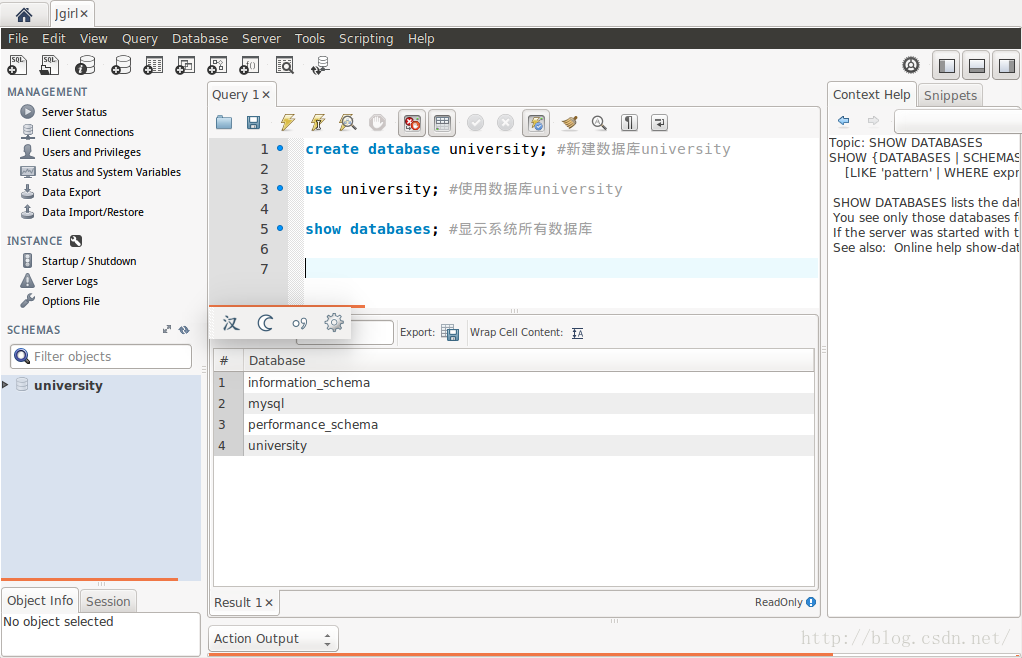 Jgirl
File Edit View Query Database Server Tools Scripting Help
MANAGEMENT
Server Status
Client Connections
Users and Privileges
Status and System Variables
Data Export
Data Import/Restore
INSTANCE
Startup / Shutdown
Server Logs
Options File
SCHEMAS
Filter objects
university
Object Info Session
No object selected
Query 1
1 create database university; #新建数据库university
2
3 use university; #使用数据库university
4
5 show databases; #显示系统所有数据库
6
7
汉
Export: Wrap Cell Content:
# Database
1 information_schema
2 mysql
3 performance_schema
4 university
Result 1
ReadOnly
Action Output
Context Help Snippets
Topic: SHOW DATABASES
SHOW {DATABASES | SCHEMAS
[LIKE 'pattern' | WHERE expr
SHOW DATABASES lists the dat
You see only those databases f
If the server was started with t
See also: Online help show-dat
http://blog.csdn.net/